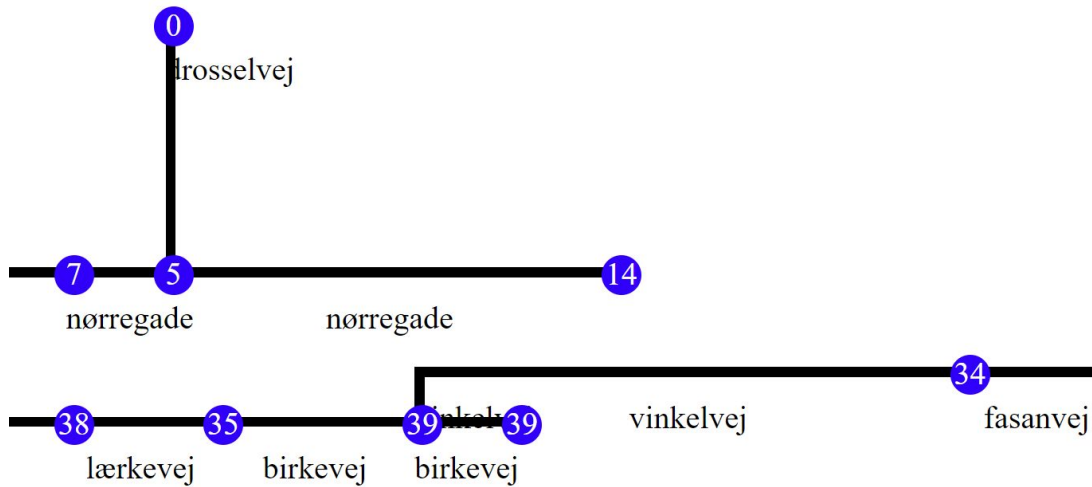 0
drosselvej
7 5 14
nørregade nørregade
34
38 35 39 39 vinkelvej fasanvej
lærkevej birkevej birkevej